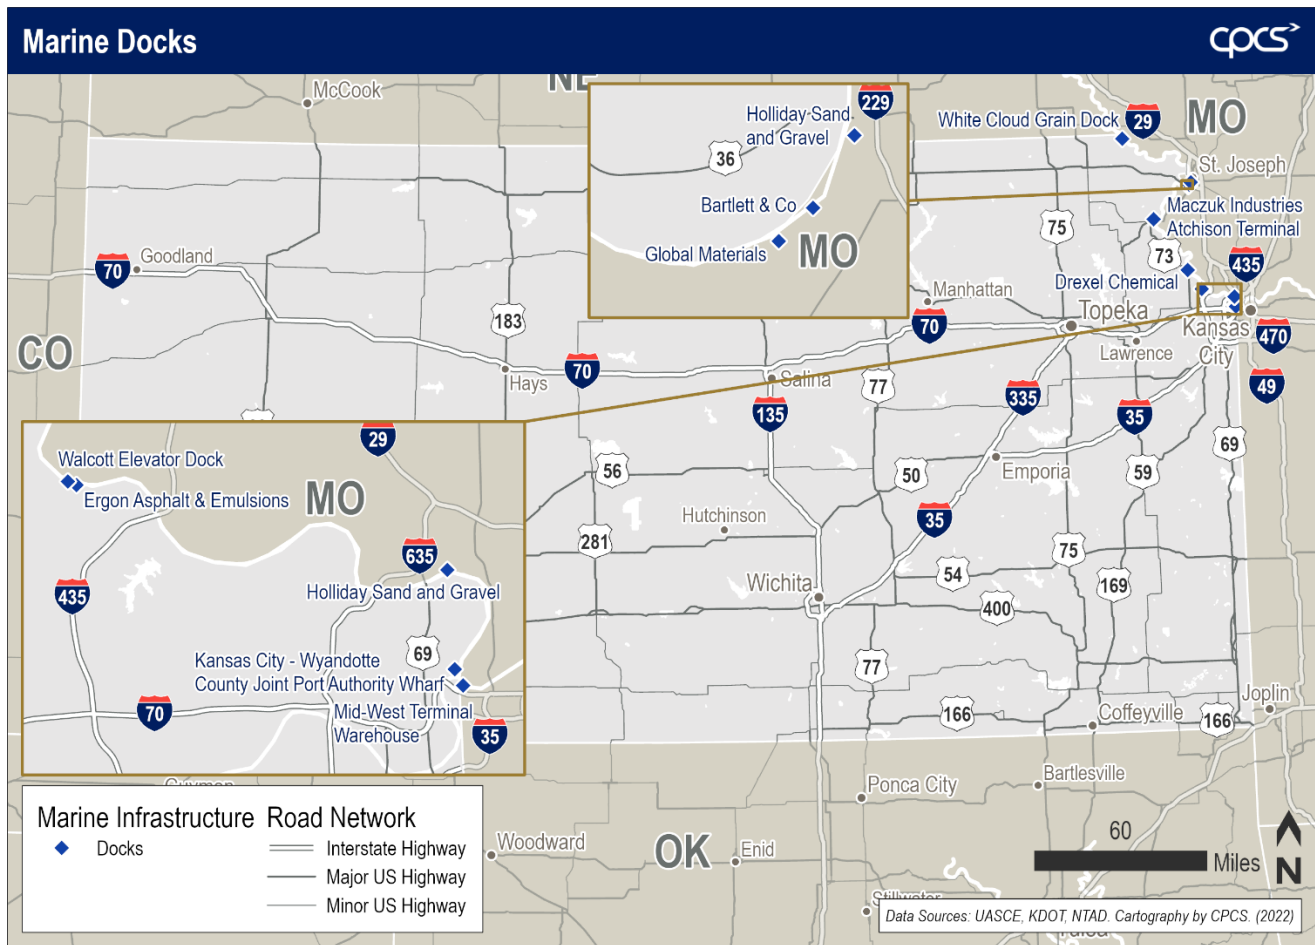 Marine Docks
cpcs
McCook
NE
229
Holliday Sand
and Gravel
36
Bartlett & Co
Global Materials
MO
White Cloud Grain Dock
29
MO
St. Joseph
Maczuk Industries
Atchison Terminal
75
73
435
Drexel Chemical
Goodland
70
Manhattan
183
70
Topeka
Kansas
City
470
Lawrence
CO
Hays
70
Salina
77
335
49
135
35
69
Walcott Elevator Dock
Ergon Asphalt & Emulsions
29
MO
635
435
Holliday Sand and Gravel
69
Kansas City - Wyandotte
County Joint Port Authority Wharf
Mid-West Terminal
Warehouse
70
35
56
50
Emporia
59
Hutchinson
35
281
75
Wichita
54
169
400
77
166
Coffeyville
166
Joplin
Guymon
Ponca City
Bartlesville
Marine Infrastructure
Docks
Road Network
Interstate Highway
Major US Highway
Minor US Highway
Woodward
OK
Enid
60
Miles
N
Stillwater
Data Sources: UASCE, KDOT, NTAD. Cartography by CPCS. (2022)
Tulsa